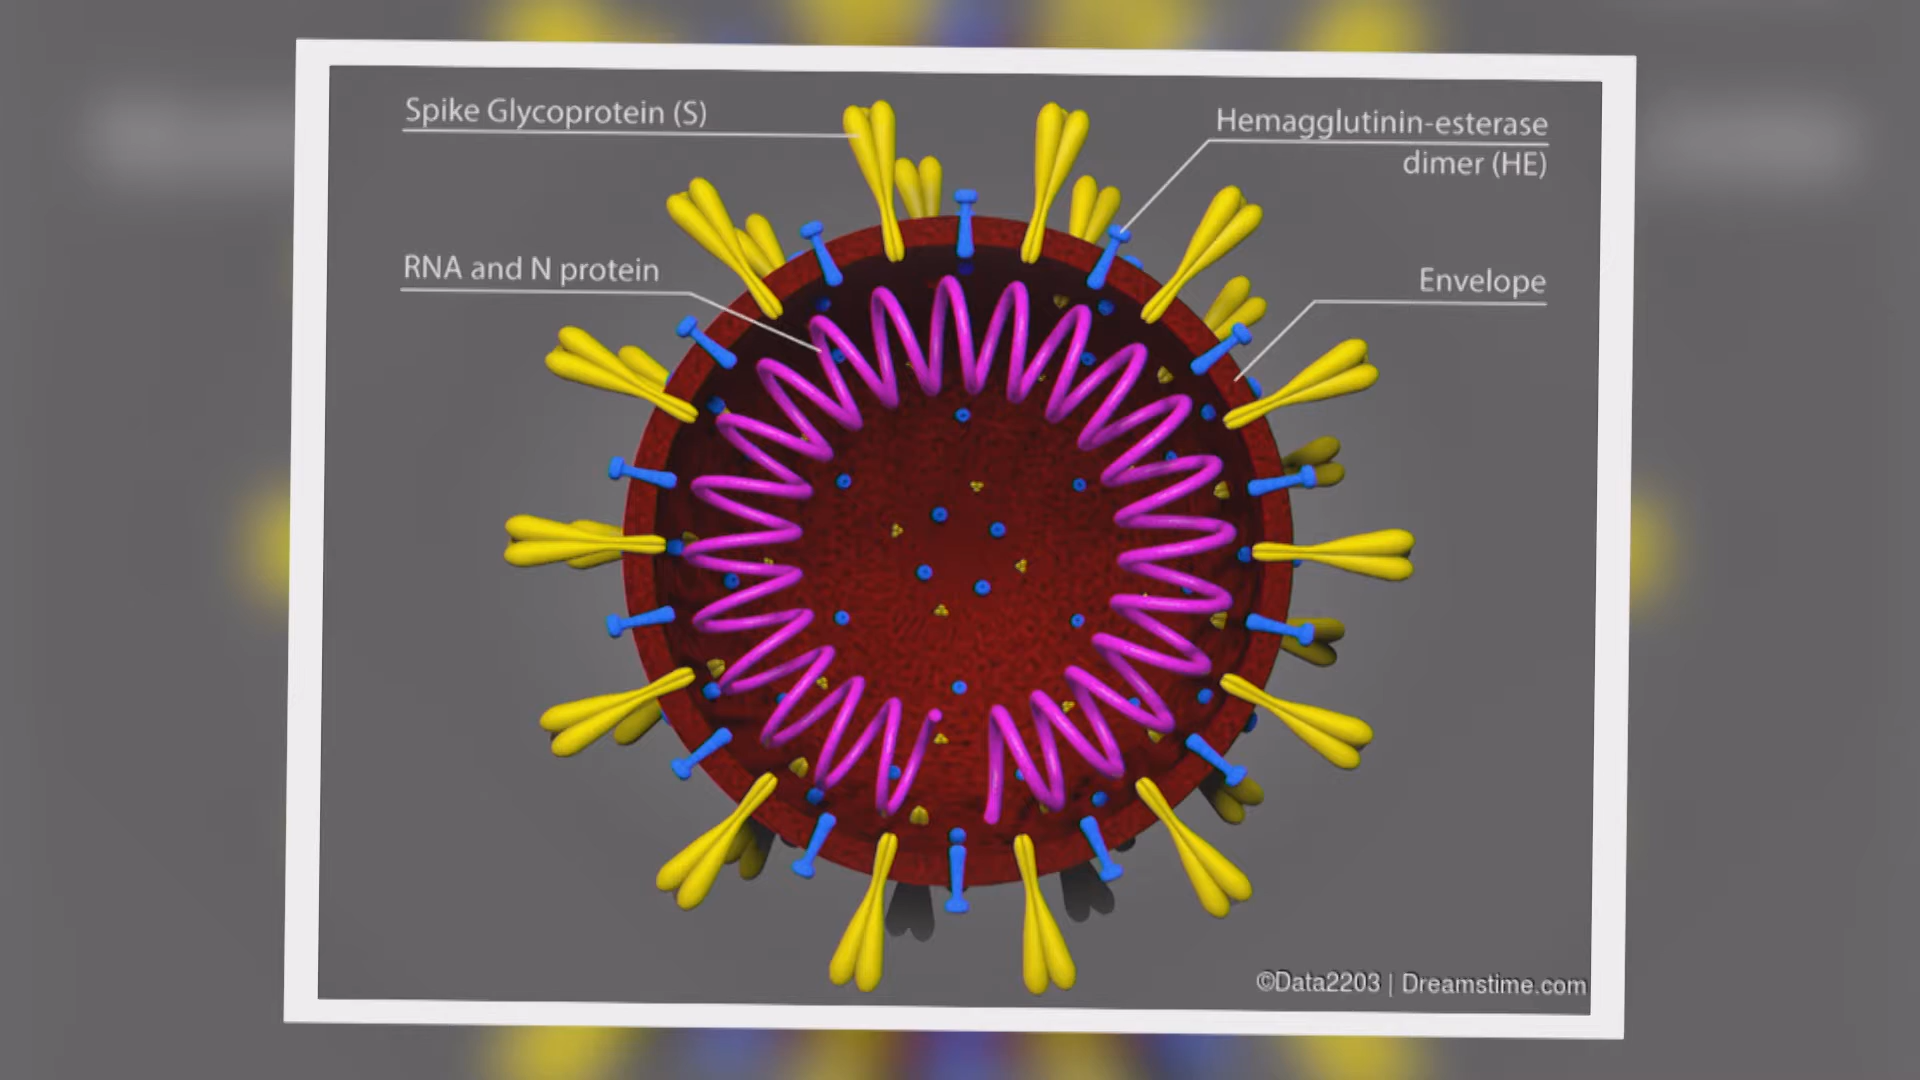 Spike Glycoprotein (S)
Hemagglutinin-esterase
dimer (HE)
RNA and N protein
Envelope
©Data2203 | Dreamstime.com